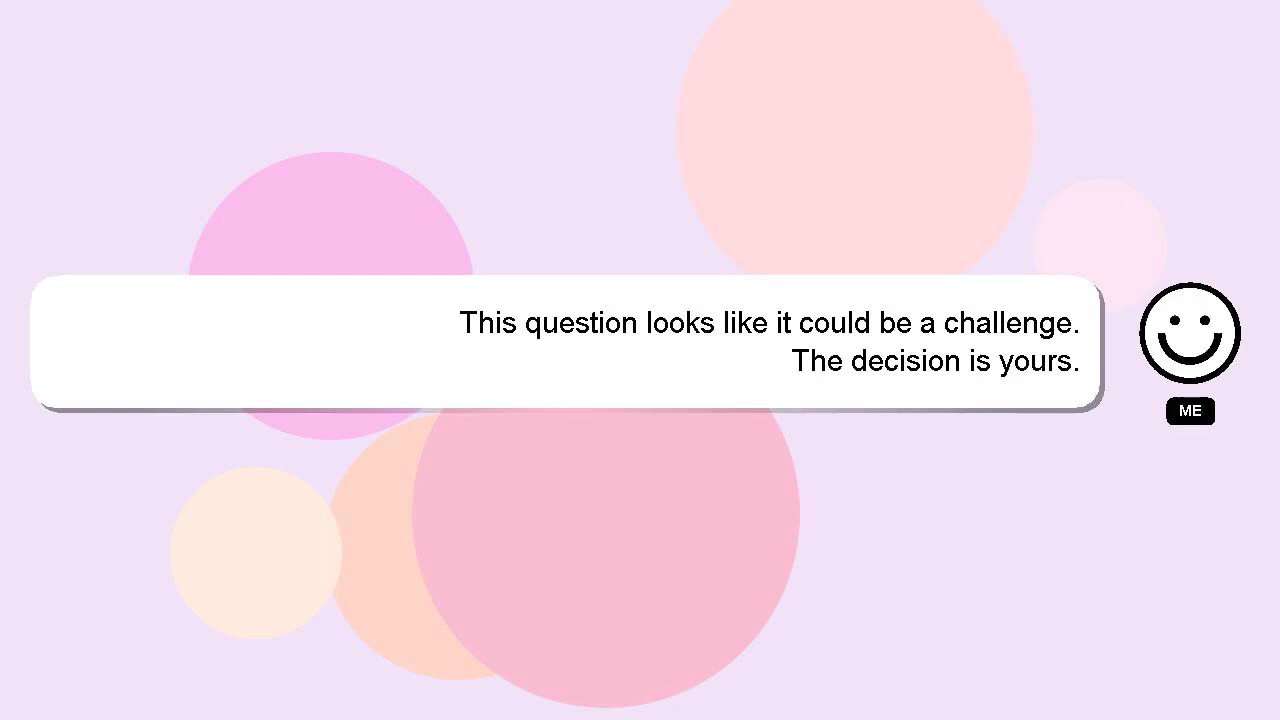 This question looks like it could be a challenge.
The decision is yours.
ME